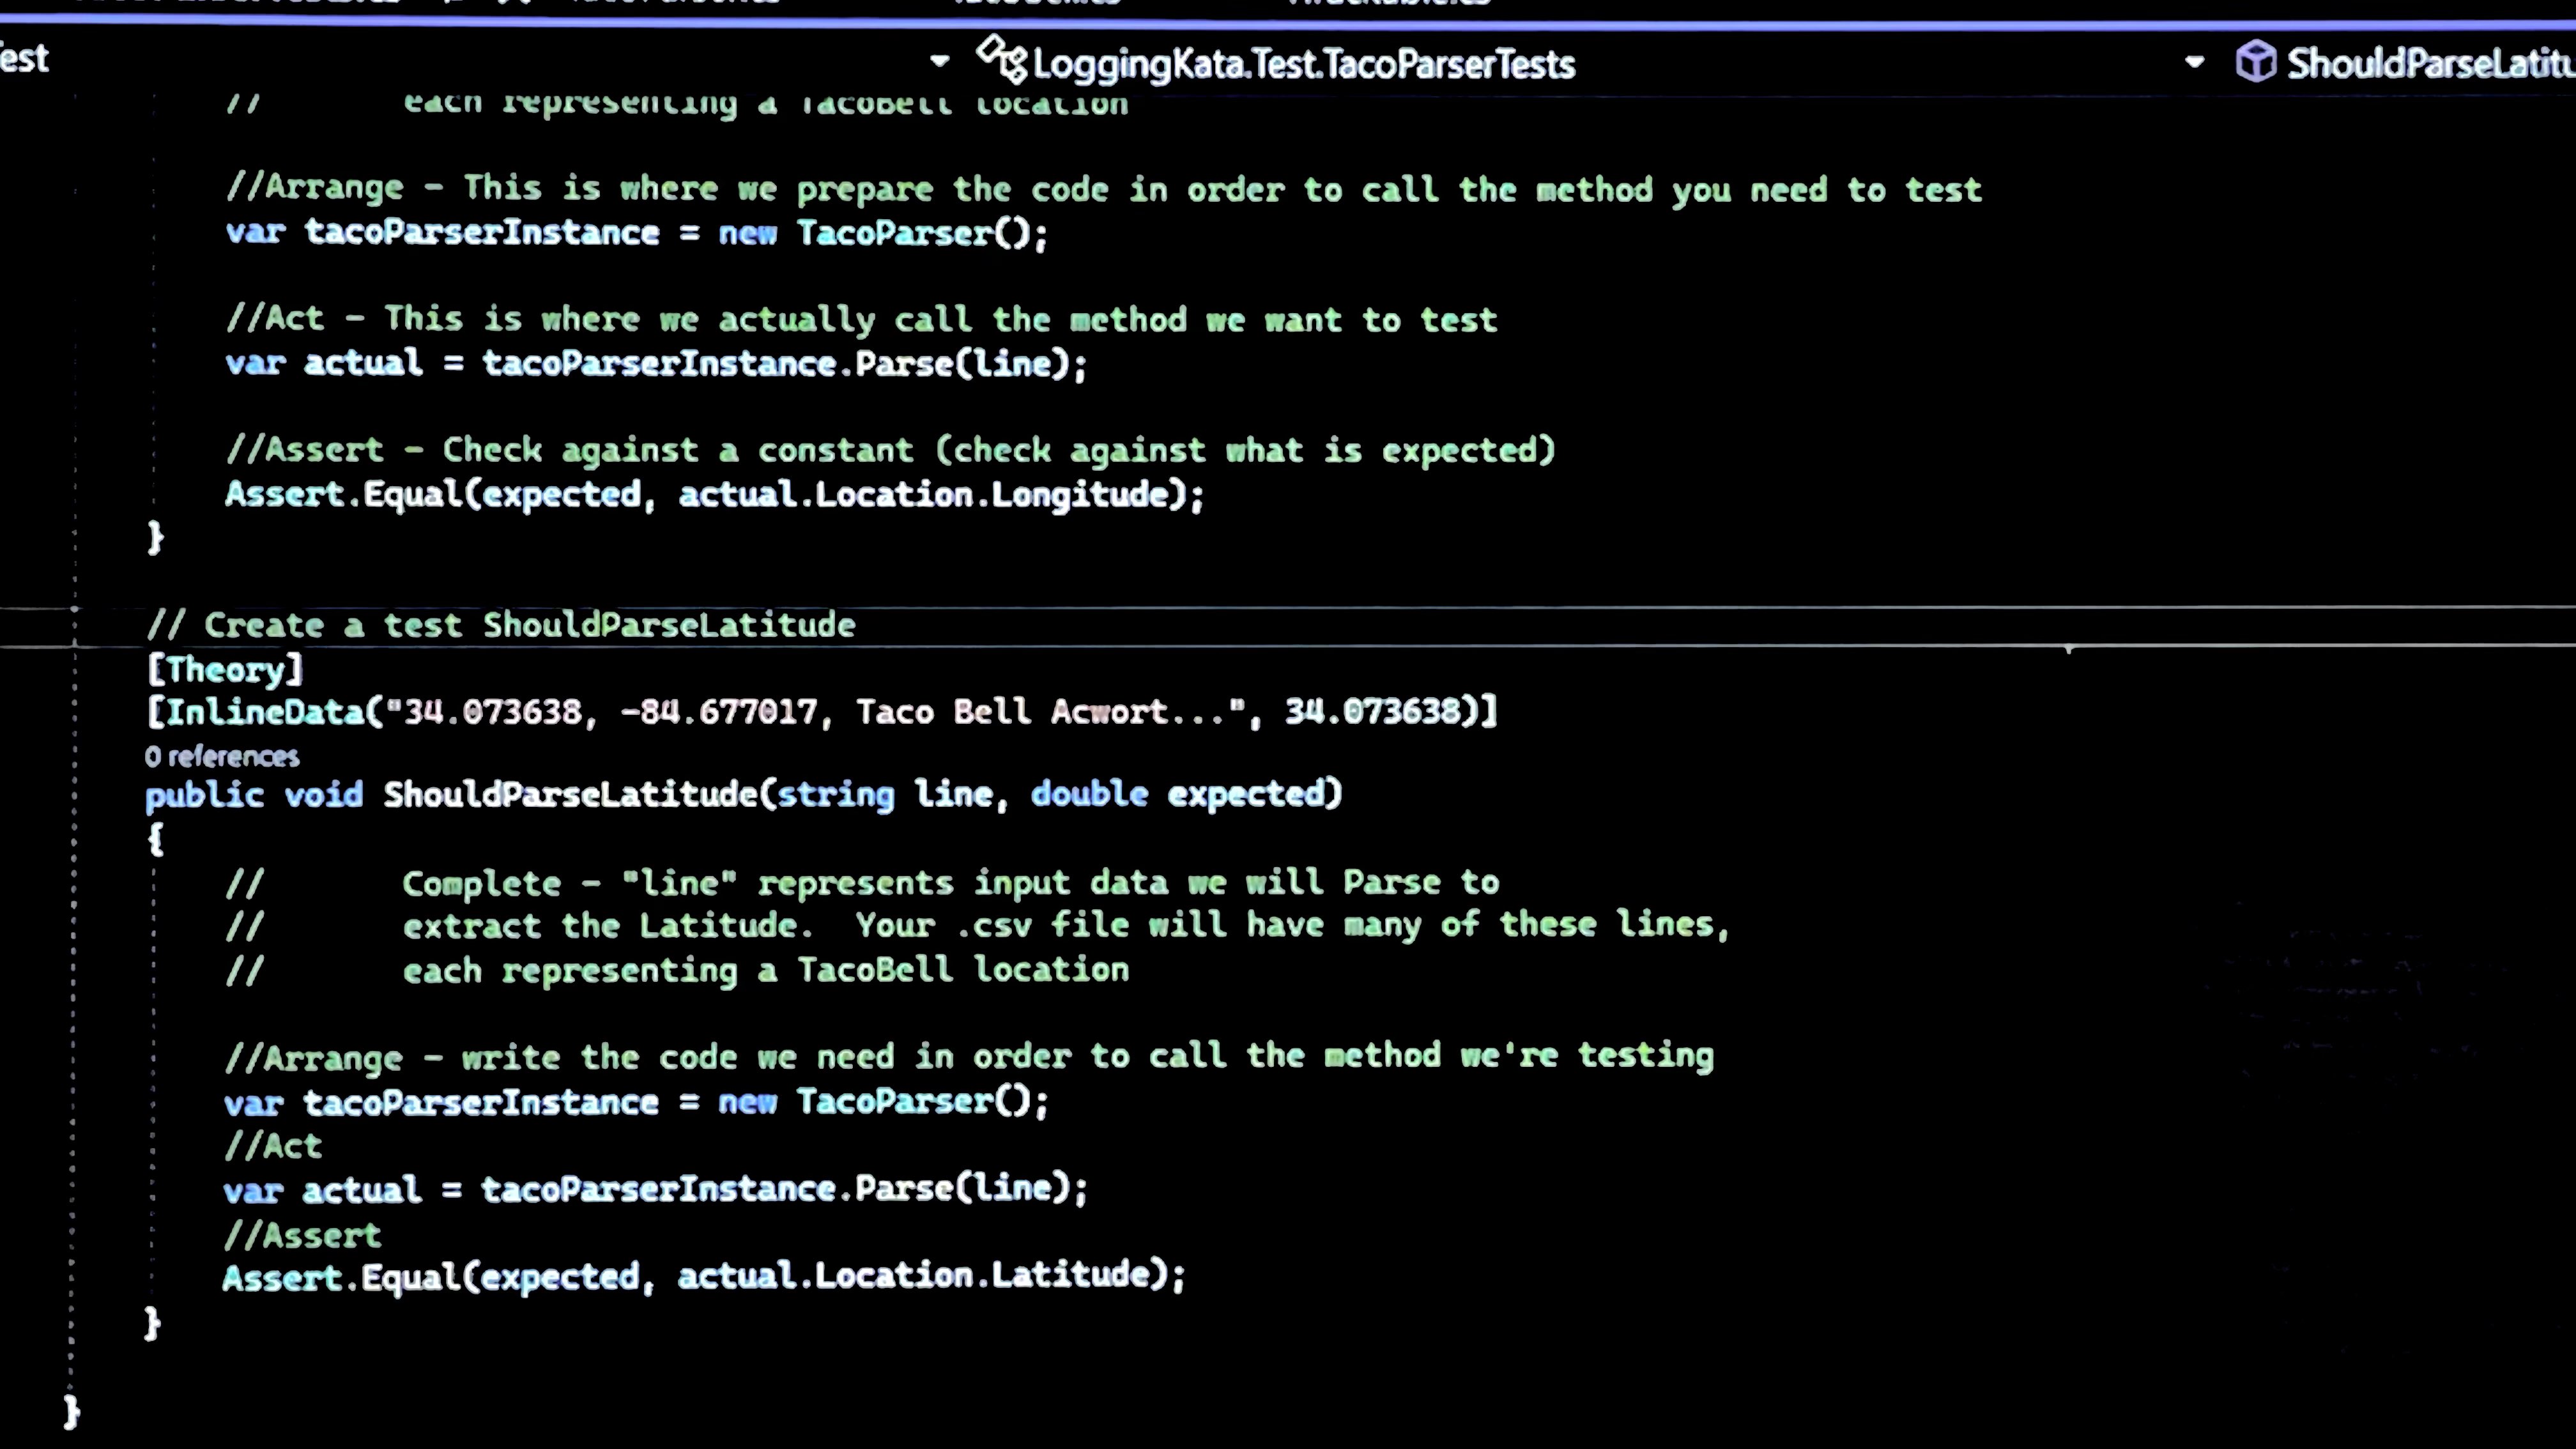 est
LoggingKata.Test.TacoParserTests
ShouldParseLatitu
// each representing a TacoBell location
//Arrange - This is where we prepare the code in order to call the method you need to test
var tacoParserInstance = new TacoParser();
//Act - This is where we actually call the method we want to test
var actual = tacoParserInstance.Parse(line);
//Assert - Check against a constant (check against what is expected)
Assert.Equal(expected, actual.Location.Longitude);
}
// Create a test ShouldParseLatitude
[Theory]
[InlineData("34.073638, -84.677017, Taco Bell Acwort...", 34.073638)]
0 references
public void ShouldParseLatitude(string line, double expected)
{
// Complete - "line" represents input data we will Parse to
// extract the Latitude. Your .csv file will have many of these lines,
// each representing a TacoBell location
//Arrange - write the code we need in order to call the method we're testing
var tacoParserInstance = new TacoParser();
//Act
var actual = tacoParserInstance.Parse(line);
//Assert
Assert.Equal(expected, actual.Location.Latitude);
}
}